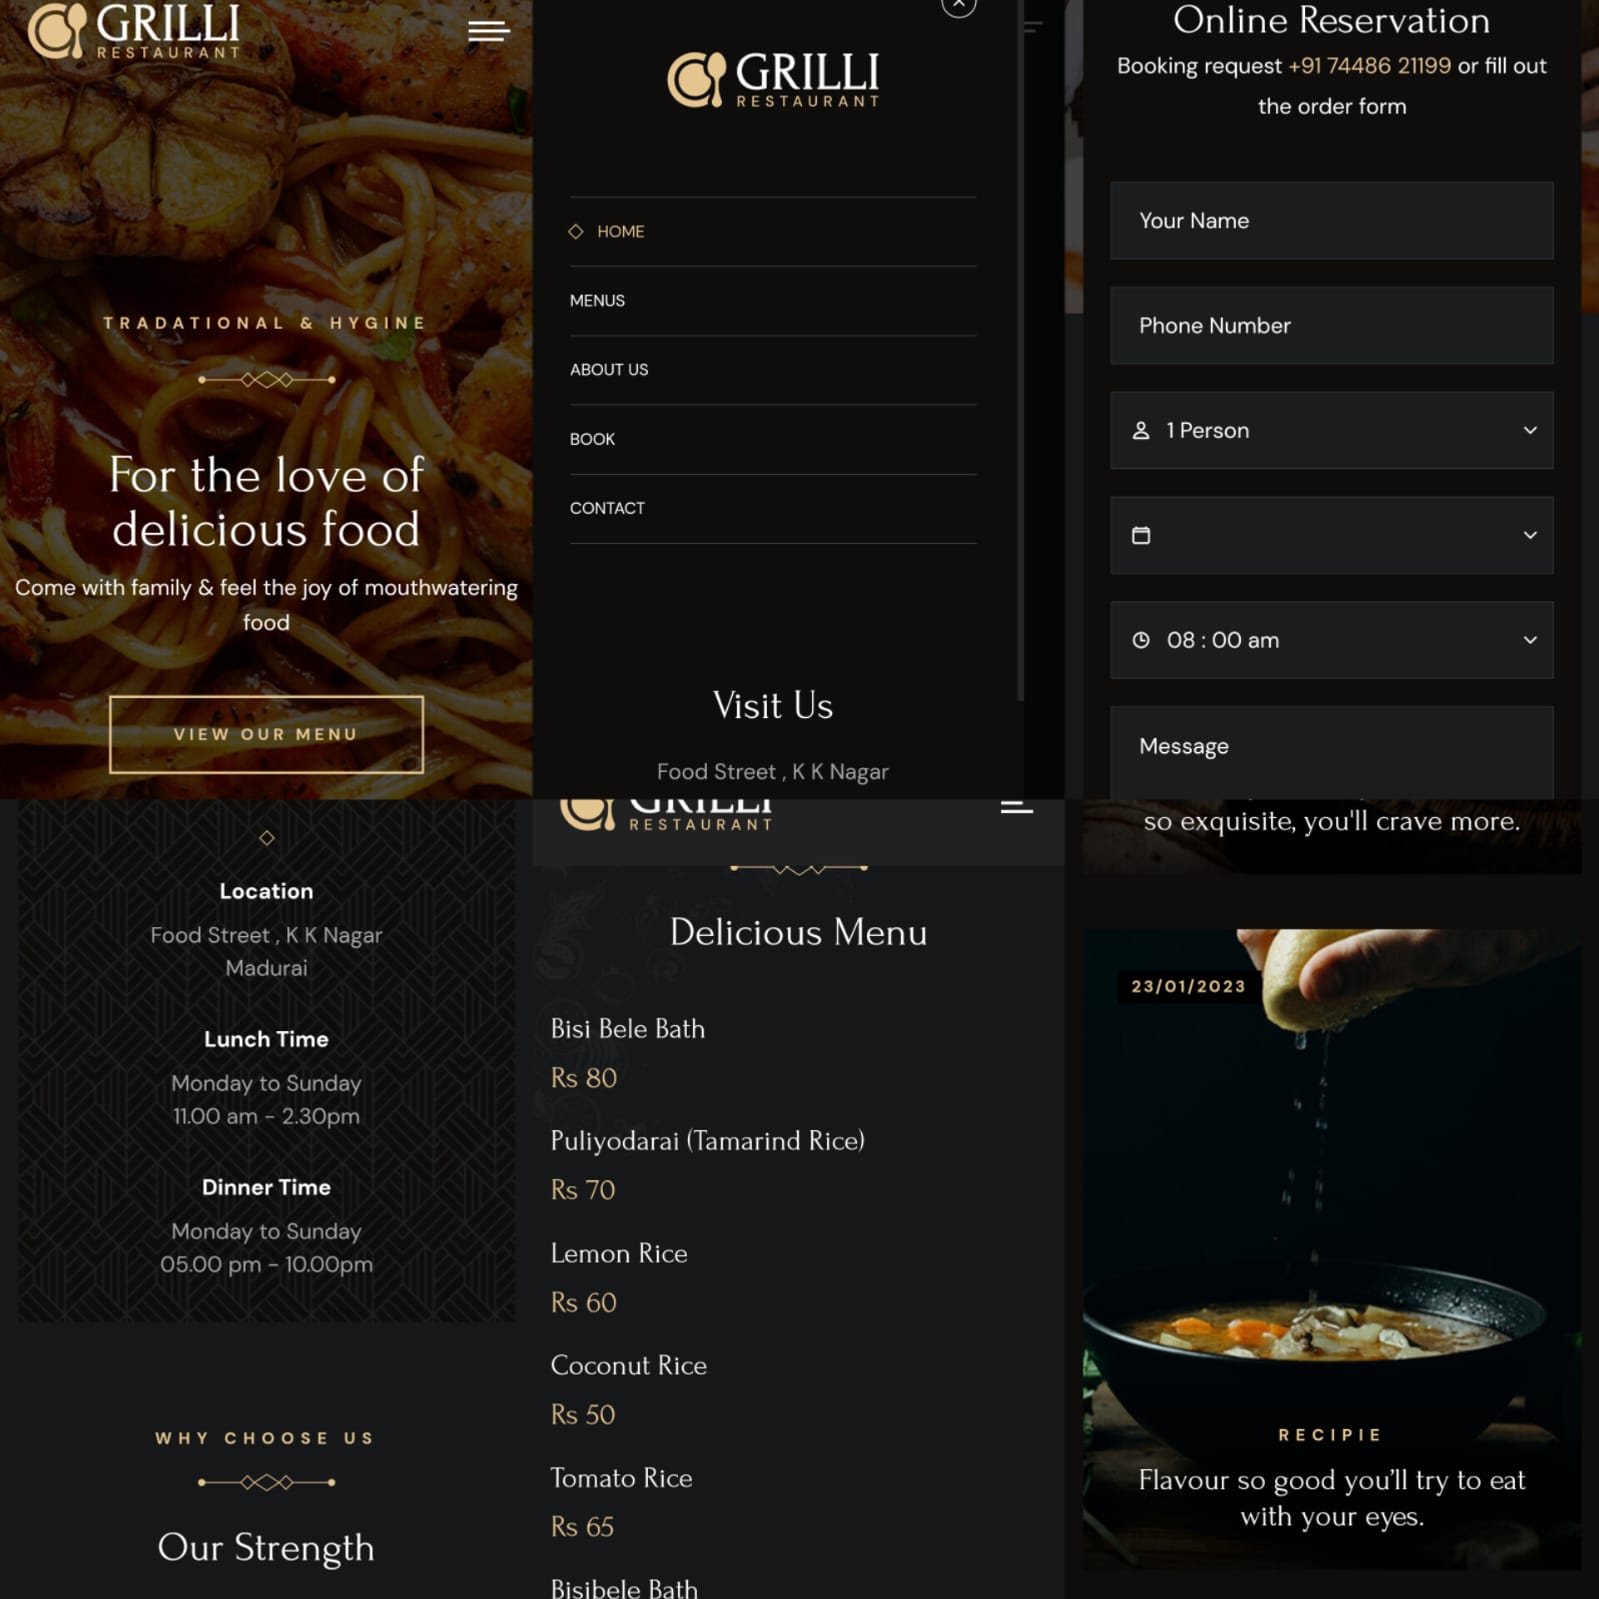 GRILLI
RESTAURANT
TRADATIONAL & HYGINE
For the love of
delicious food
Come with family & feel the joy of mouthwatering
food
VIEW OUR MENU
GRILLI
RESTAURANT
HOME
MENUS
ABOUT US
BOOK
CONTACT
Visit Us
Food Street , K K Nagar
Online Reservation
Booking request +91 74486 21199 or fill out
the order form
Your Name
Phone Number
1 Person
08 : 00 am
Message
Location
Food Street , K K Nagar
Madurai
Lunch Time
Monday to Sunday
11.00 am - 2.30pm
Dinner Time
Monday to Sunday
05.00 pm - 10.00pm
WHY CHOOSE US
Our Strength
GRILLI
RESTAURANT
Delicious Menu
Bisi Bele Bath
Rs 80
Puliyodarai (Tamarind Rice)
Rs 70
Lemon Rice
Rs 60
Coconut Rice
Rs 50
Tomato Rice
Rs 65
Bisibele Bath
so exquisite, you'll crave more.
23/01/2023
RECIPIE
Flavour so good you’ll try to eat
with your eyes.